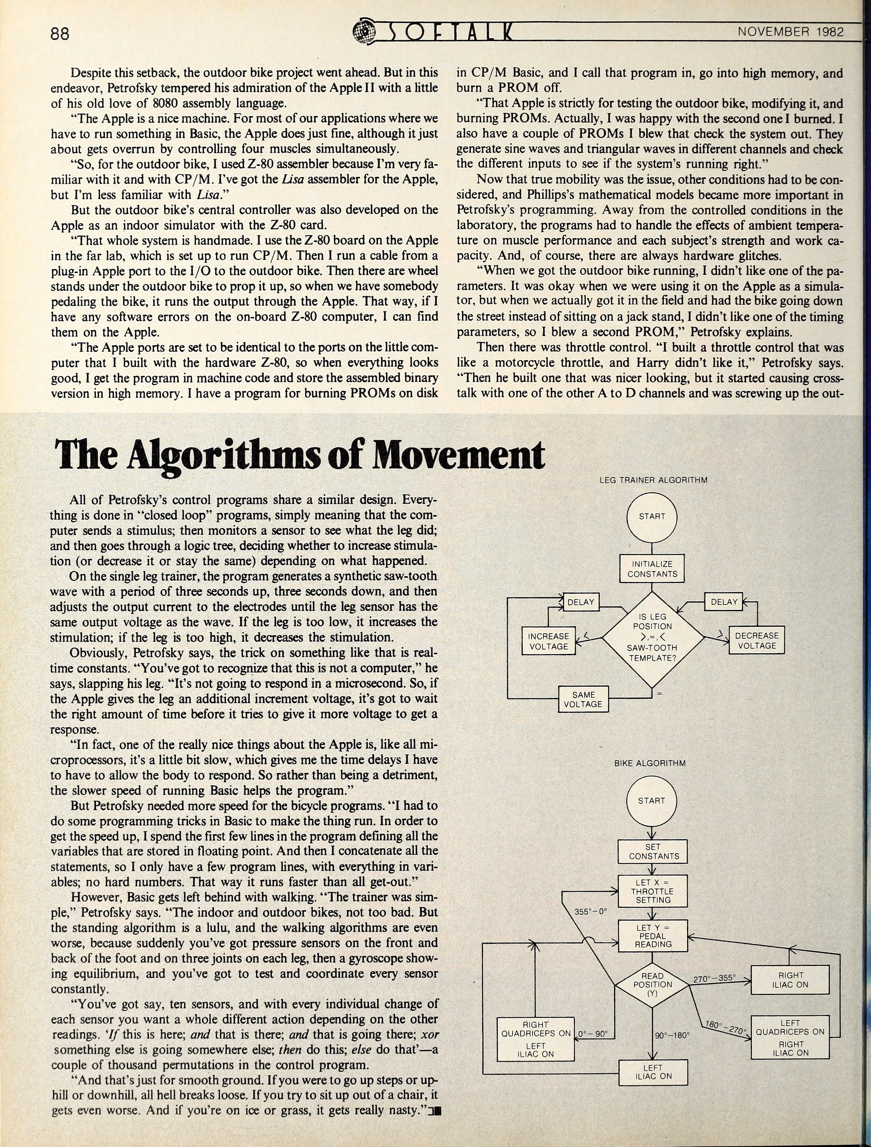 88
SOFTALK
NOVEMBER 1982
Despite this setback, the outdoor bike project went ahead. But in this
endeavor, Petrofsky tempered his admiration of the Apple II with a little
of his old love of 8080 assembly language.
"The Apple is a nice machine. For most of our applications where we
have to run something in Basic, the Apple does just fine, although it just
about gets overrun by controlling four muscles simultaneously.
"So, for the outdoor bike, I used Z-80 assembler because I'm very fa-
miliar with it and with CP/M. I've got the Lisa assembler for the Apple,
but I'm less familiar with Lisa."
But the outdoor bike's central controller was also developed on the
Apple as an indoor simulator with the Z-80 card.
"That whole system is handmade. I use the Z-80 board on the Apple
in the far lab, which is set up to run CP/M. Then I run a cable from a
plug-in Apple port to the I/O to the outdoor bike. Then there are wheel
stands under the outdoor bike to prop it up, so when we have somebody
pedaling the bike, it runs the output through the Apple. That way, if I
have any software errors on the on-board Z-80 computer, I can find
them on the Apple.
"The Apple ports are set to be identical to the ports on the little com-
puter that I built with the hardware Z-80, so when everything looks
good, I get the program in machine code and store the assembled binary
version in high memory. I have a program for burning PROMs on disk
in CP/M Basic, and I call that program in, go into high memory, and
burn a PROM off.
"That Apple is strictly for testing the outdoor bike, modifying it, and
burning PROMs. Actually, I was happy with the second one I burned. I
also have a couple of PROMs I blew that check the system out. They
generate sine waves and triangular waves in different channels and check
the different inputs to see if the system's running right."
Now that true mobility was the issue, other conditions had to be con-
sidered, and Phillips's mathematical models became more important in
Petrofsky's programming. Away from the controlled conditions in the
laboratory, the programs had to handle the effects of ambient tempera-
ture on muscle performance and each subject's strength and work ca-
pacity. And, of course, there are always hardware glitches.
"When we got the outdoor bike running, I didn't like one of the pa-
rameters. It was okay when we were using it on the Apple as a simula-
tor, but when we actually got it in the field and had the bike going down
the street instead of sitting on a jack stand, I didn't like one of the timing
parameters, so I blew a second PROM," Petrofsky explains.
Then there was throttle control. "I built a throttle control that was
like a motorcycle throttle, and Harry didn't like it," Petrofsky says.
"Then he built one that was nicer looking, but it started causing cross-
talk with one of the other A to D channels and was screwing up the out-
The Algorithms of Movement
All of Petrofsky's control programs share a similar design. Every-
thing is done in "closed loop" programs, simply meaning that the com-
puter sends a stimulus; then monitors a sensor to see what the leg did;
and then goes through a logic tree, deciding whether to increase stimula-
tion (or decrease it or stay the same) depending on what happened.
On the single leg trainer, the program generates a synthetic saw-tooth
wave with a period of three seconds up, three seconds down, and then
adjusts the output current to the electrodes until the leg sensor has the
same output voltage as the wave. If the leg is too low, it increases the
stimulation; if the leg is too high, it decreases the stimulation.
Obviously, Petrofsky says, the trick on something like that is real-
time constants. "You've got to recognize that this is not a computer," he
says, slapping his leg. "It's not going to respond in a microsecond. So, if
the Apple gives the leg an additional increment voltage, it's got to wait
the right amount of time before it tries to give it more voltage to get a
response.
"In fact, one of the really nice things about the Apple is, like all mi-
croprocessors, it's a little bit slow, which gives me the time delays I have
to have to allow the body to respond. So rather than being a detriment,
the slower speed of running Basic helps the program."
But Petrofsky needed more speed for the bicycle programs. "I had to
do some programming tricks in Basic to make the thing run. In order to
get the speed up, I spend the first few lines in the program defining all the
variables that are stored in floating point. And then I concatenate all the
statements, so I only have a few program lines, with everything in vari-
ables; no hard numbers. That way it runs faster than all get-out."
However, Basic gets left behind with walking. "The trainer was sim-
ple," Petrofsky says. "The indoor and outdoor bikes, not too bad. But
the standing algorithm is a lulu, and the walking algorithms are even
worse, because suddenly you've got pressure sensors on the front and
back of the foot and on three joints on each leg, then a gyroscope show-
ing equilibrium, and you've got to test and coordinate every sensor
constantly.
"You've got say, ten sensors, and with every individual change of
each sensor you want a whole different action depending on the other
readings. 'If this is here; and that is there; and that is going there; xor
something else is going somewhere else; then do this; else do that'—a
couple of thousand permutations in the control program.
"And that's just for smooth ground. If you were to go up steps or up-
hill or downhill, all hell breaks loose. If you try to sit up out of a chair, it
gets even worse. And if you're on ice or grass, it gets really nasty."
LEG TRAINER ALGORITHM
START
INITIALIZE
CONSTANTS
DELAY
DELAY
IS LEG
POSITION
>,=,<
SAW-TOOTH
TEMPLATE?
INCREASE
VOLTAGE
<
>
DECREASE
VOLTAGE
SAME
VOLTAGE
=
BIKE ALGORITHM
START
SET
CONSTANTS
LET X =
THROTTLE
SETTING
355°-0°
LET Y =
PEDAL
READING
READ
POSITION
(Y)
270°-355°
RIGHT
ILIAC ON
RIGHT
QUADRICEPS ON
LEFT
ILIAC ON
0°-90°
90°-180°
180°-270°
LEFT
QUADRICEPS ON
RIGHT
ILIAC ON
LEFT
ILIAC ON